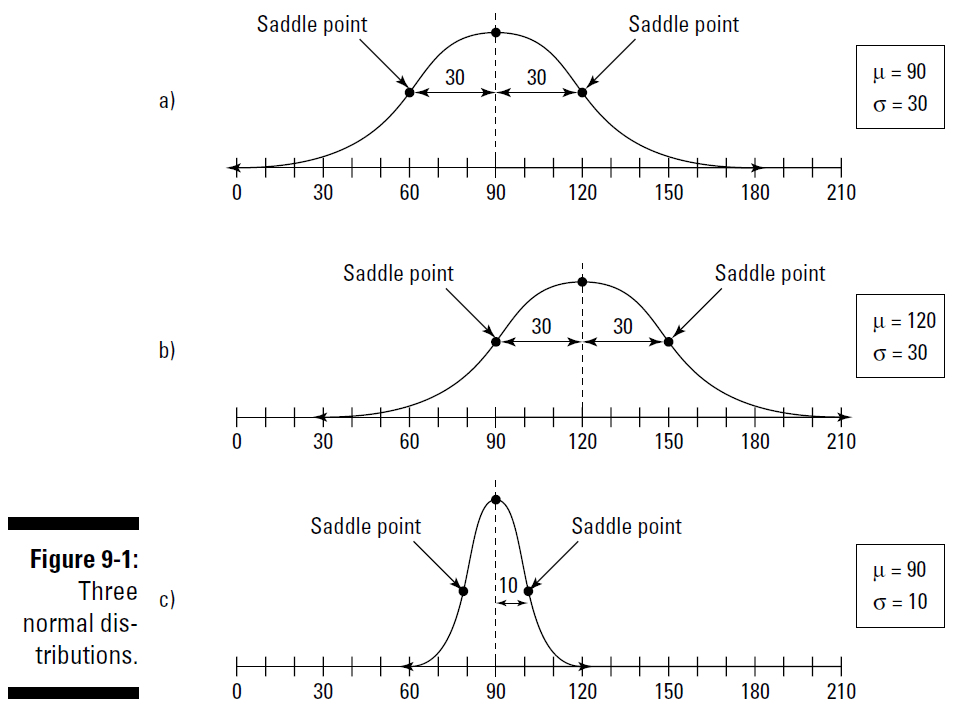 Saddle point
Saddle point
30
30
a)
μ = 90
σ = 30
0 30 60 90 120 150 180 210
Saddle point
Saddle point
30
30
b)
μ = 120
σ = 30
0 30 60 90 120 150 180 210
Saddle point
Saddle point
10
c)
μ = 90
σ = 10
0 30 60 90 120 150 180 210
Figure 9-1:
Three
normal dis-
tributions.